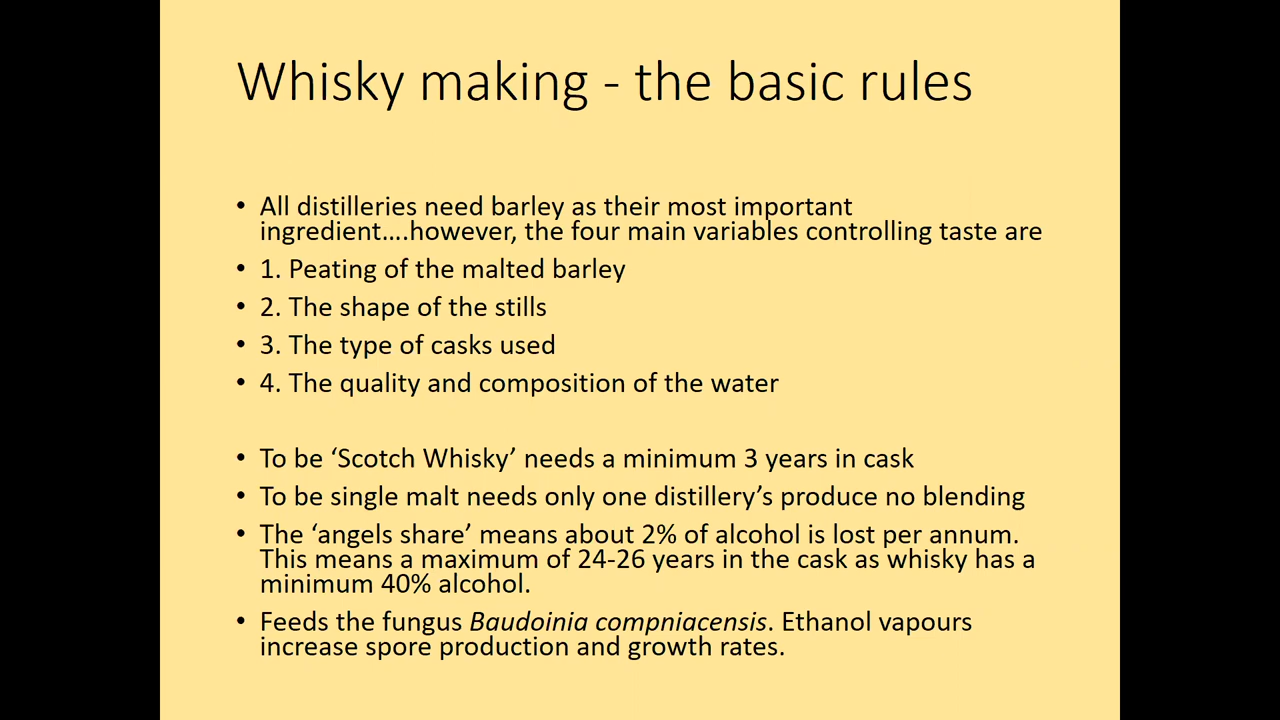 Whisky making - the basic rules
• All distilleries need barley as their most important
ingredient....however, the four main variables controlling taste are
• 1. Peating of the malted barley
• 2. The shape of the stills
• 3. The type of casks used
• 4. The quality and composition of the water
• To be ‘Scotch Whisky’ needs a minimum 3 years in cask
• To be single malt needs only one distillery’s produce no blending
• The ‘angels share’ means about 2% of alcohol is lost per annum.
This means a maximum of 24-26 years in the cask as whisky has a
minimum 40% alcohol.
• Feeds the fungus Baudoinia compniacensis. Ethanol vapours
increase spore production and growth rates.